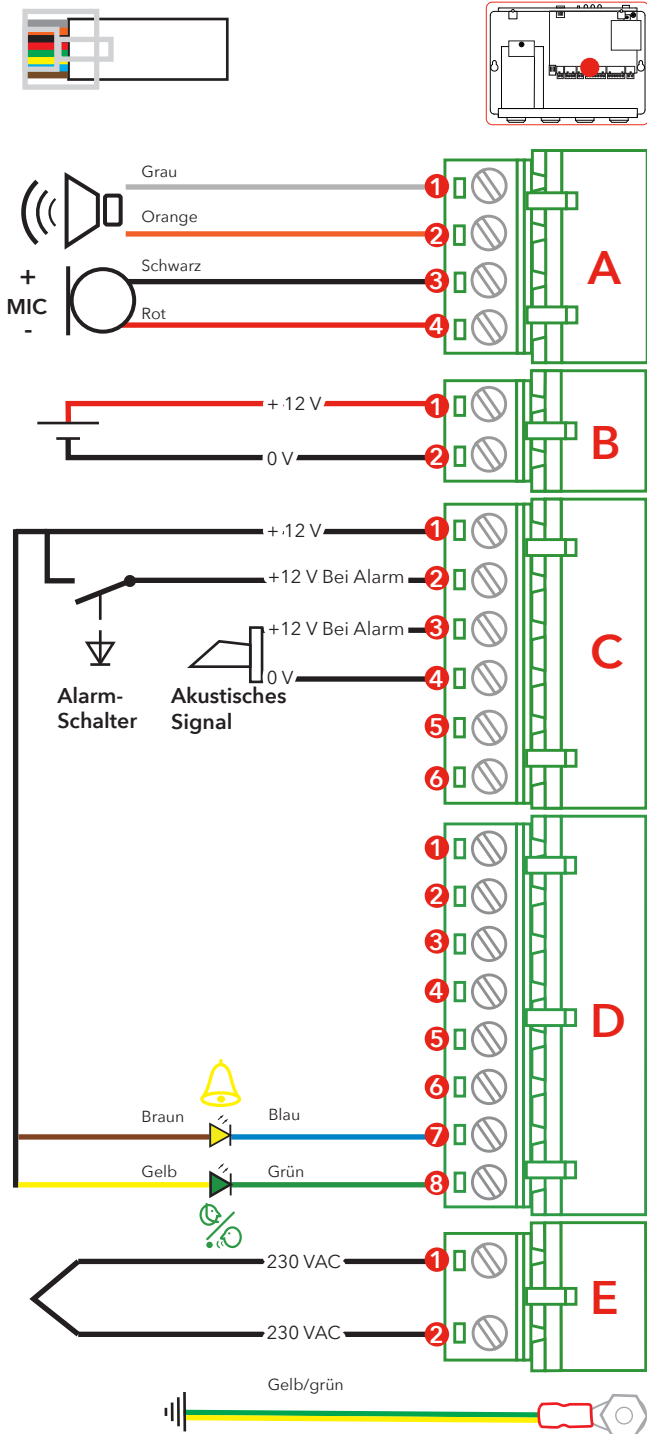 Grau
1
Orange
2
A
Schwarz
3
+
MIC
-
Rot
4
+ 12 V
1
B
0 V
2
+ 12 V
1
+12 V Bei Alarm
2
+12 V Bei Alarm
3
C
0 V
4
Alarm-
Schalter
Akustisches
Signal
5
6
1
2
3
4
D
5
6
Braun
Blau
7
Gelb
Grün
8
230 VAC
1
E
230 VAC
2
Gelb/grün